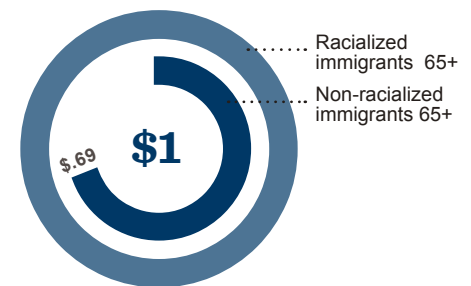 Racialized
immigrants 65+
Non-racialized
immigrants 65+
$1
$.69